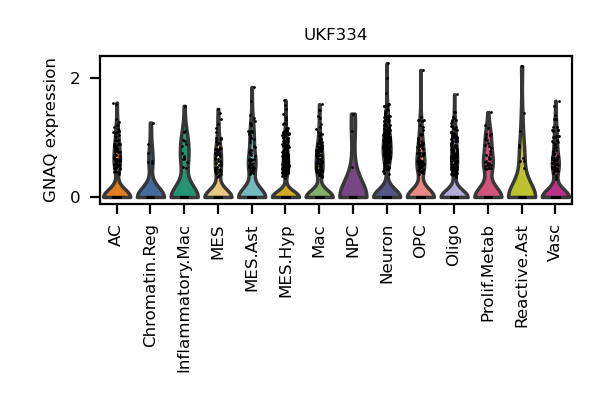 UKF334
GNAQ expression
2
0
AC
Chromatin.Reg
Inflammatory.Mac
MES
MES.Ast
MES.Hyp
Mac
NPC
Neuron
OPC
Oligo
Prolif.Metab
Reactive.Ast
Vasc